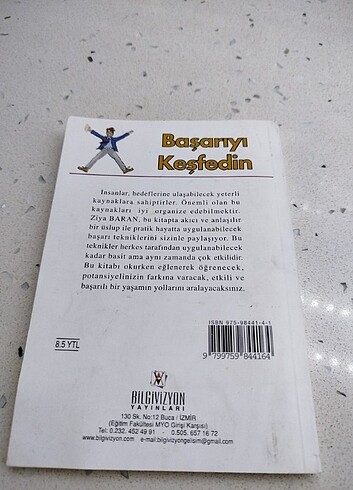 Başarıyı
Keşfedin
İnsanlar, hedeflerine ulaşabilecek yeterli
kaynaklara sahiptirler. Önemli olan bu
kaynakları iyi organize edebilmektir.
Ziya BARAN, bu kitapta akıcı ve anlaşılır
bir üslup ile pratik hayatta uygulanabilecek
başarı tekniklerini sizinle paylaşıyor. Bu
teknikler herkes tarafından uygulanabilecek
kadar basit ama aynı zamanda çok etkilidir.
Bu kitabı okurken eğlenerek öğrenecek,
potansiyelinizin farkına varacak, etkili ve
başarılı bir yaşamın yollarını aralayacaksınız.
ISBN 975-98441-4-1
9 799759 844164
8.5 YTL
BİLGİVİZYON
YAYINLARI
130 Sk. No:12 Buca / İZMİR
(Eğitim Fakültesi MYO Girişi Karşısı)
Tel: 0.232. 452 49 91 - 0.505. 657 16 72
www.bilgivizyon.com e-mail:bilgivizyongelisim@gmail.com